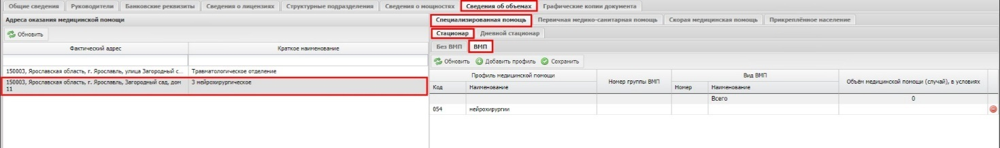 Общие сведения Руководители Банковские реквизиты Сведения о лицензиях Структурные подразделения Сведения о мощностях Сведения об объемах Графические копии документа
Адреса оказания медицинской помощи
Обновить
Фактический адрес Краткое наименование
150003, Ярославская область, г. Ярославль, улица Загородный с... Травматологическое отделение
150003, Ярославская область, г. Ярославль, Загородный сад, дом 3 нейрохирургическое
11
Специализированная помощь Первичная медико-санитарная помощь Скорая медицинская помощь Прикреплённое население
Стационар Дневной стационар
Без ВМП ВМП
Обновить Добавить профиль Сохранить
Профиль медицинской помощи Номер группы ВМП Вид ВМП Объём медицинской помощи (случай), в условиях
Код Наименование Номер Наименование
Всего 0
054 нейрохирургии